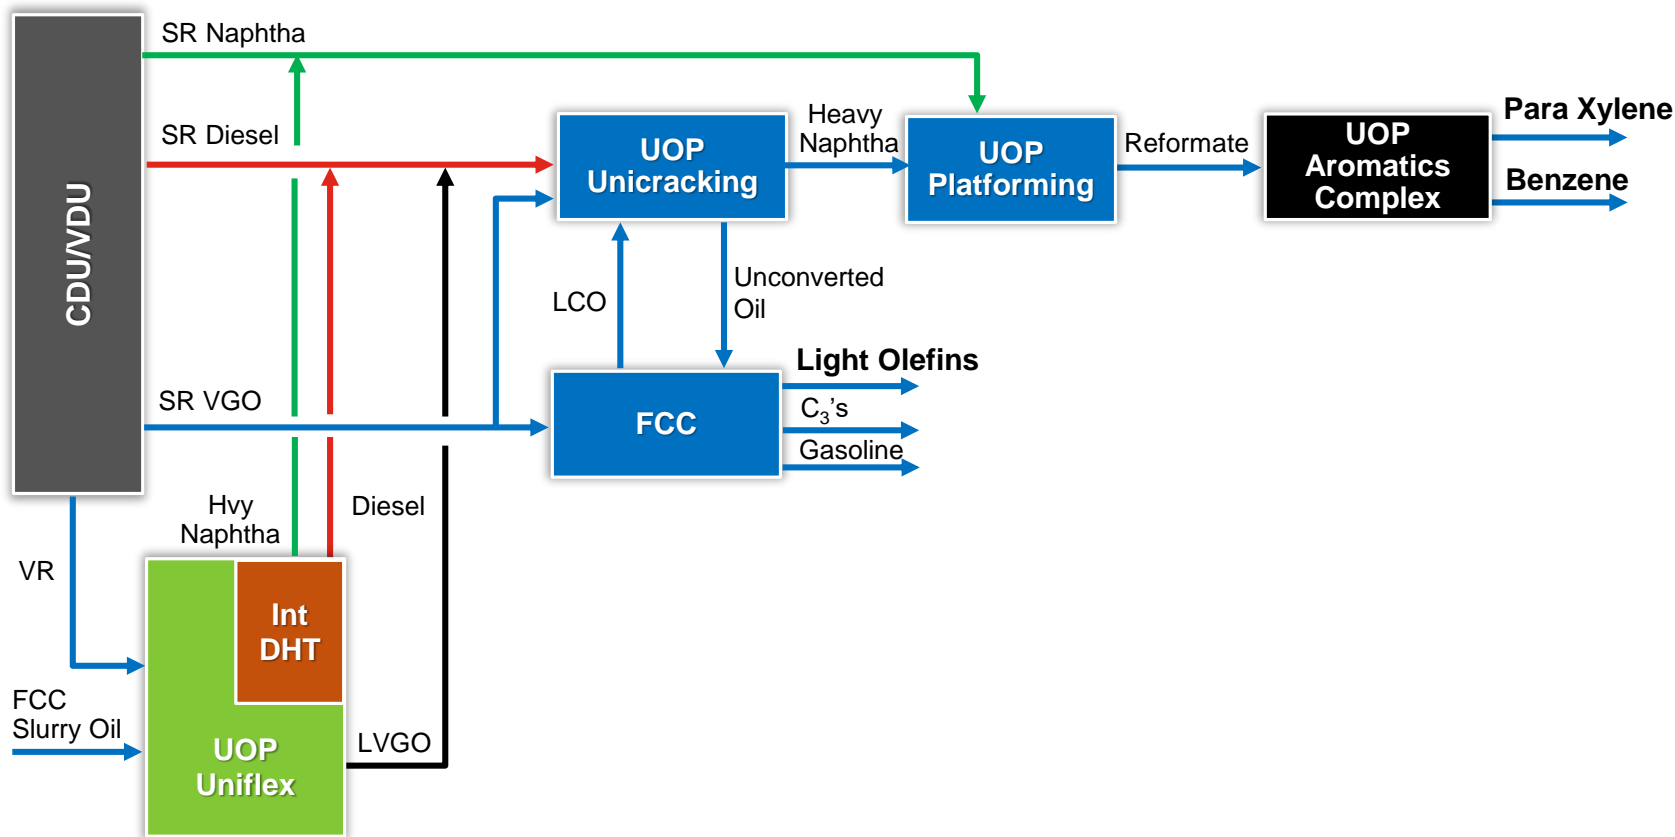 SR Naphtha
SR Diesel
CDU/VDU
SR VGO
VR
Hvy
Naphtha
Diesel
Int
DHT
FCC
Slurry Oil
UOP
Uniflex
LVGO
UOP
Unicracking
Heavy
Naphtha
UOP
Platforming
Reformate
UOP
Aromatics
Complex
Para Xylene
Benzene
LCO
Unconverted
Oil
FCC
Light Olefins
C₃'s
Gasoline